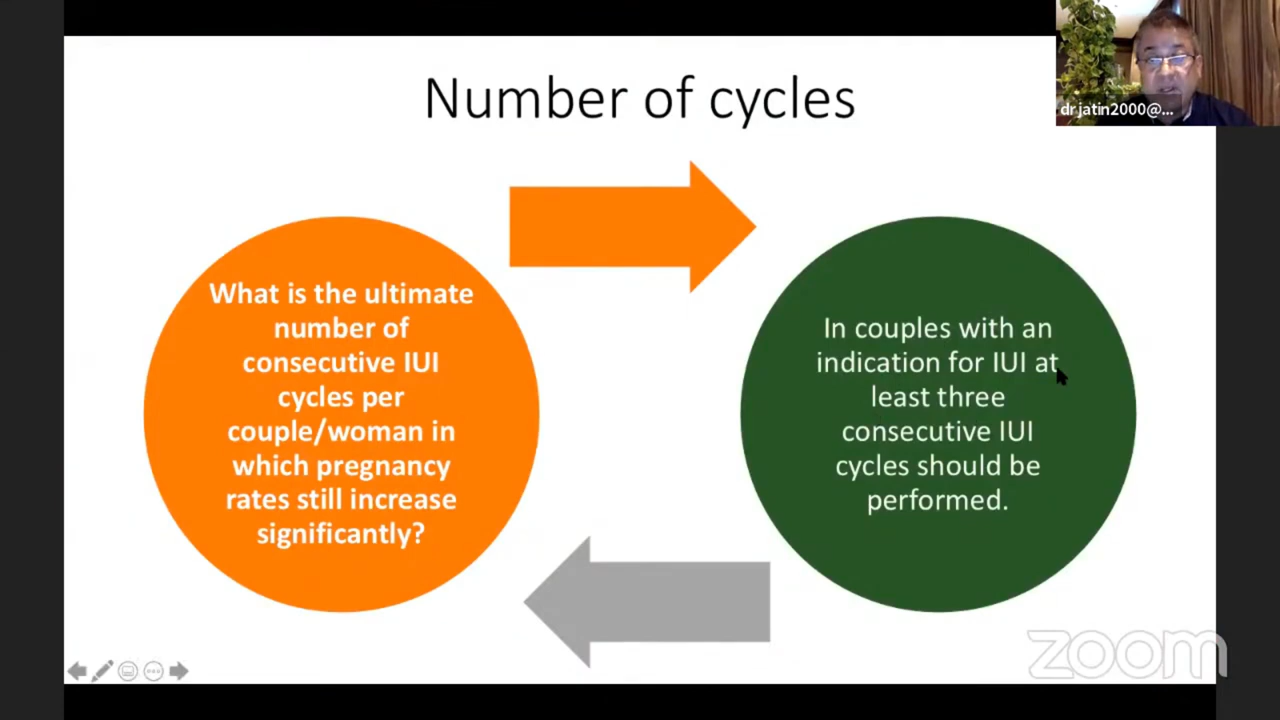 Number of cycles
drjatin2000@...
What is the ultimate
number of
consecutive IUI
cycles per
couple/woman in
which pregnancy
rates still increase
significantly?
In couples with an
indication for IUI at
least three
consecutive IUI
cycles should be
performed.
zoom